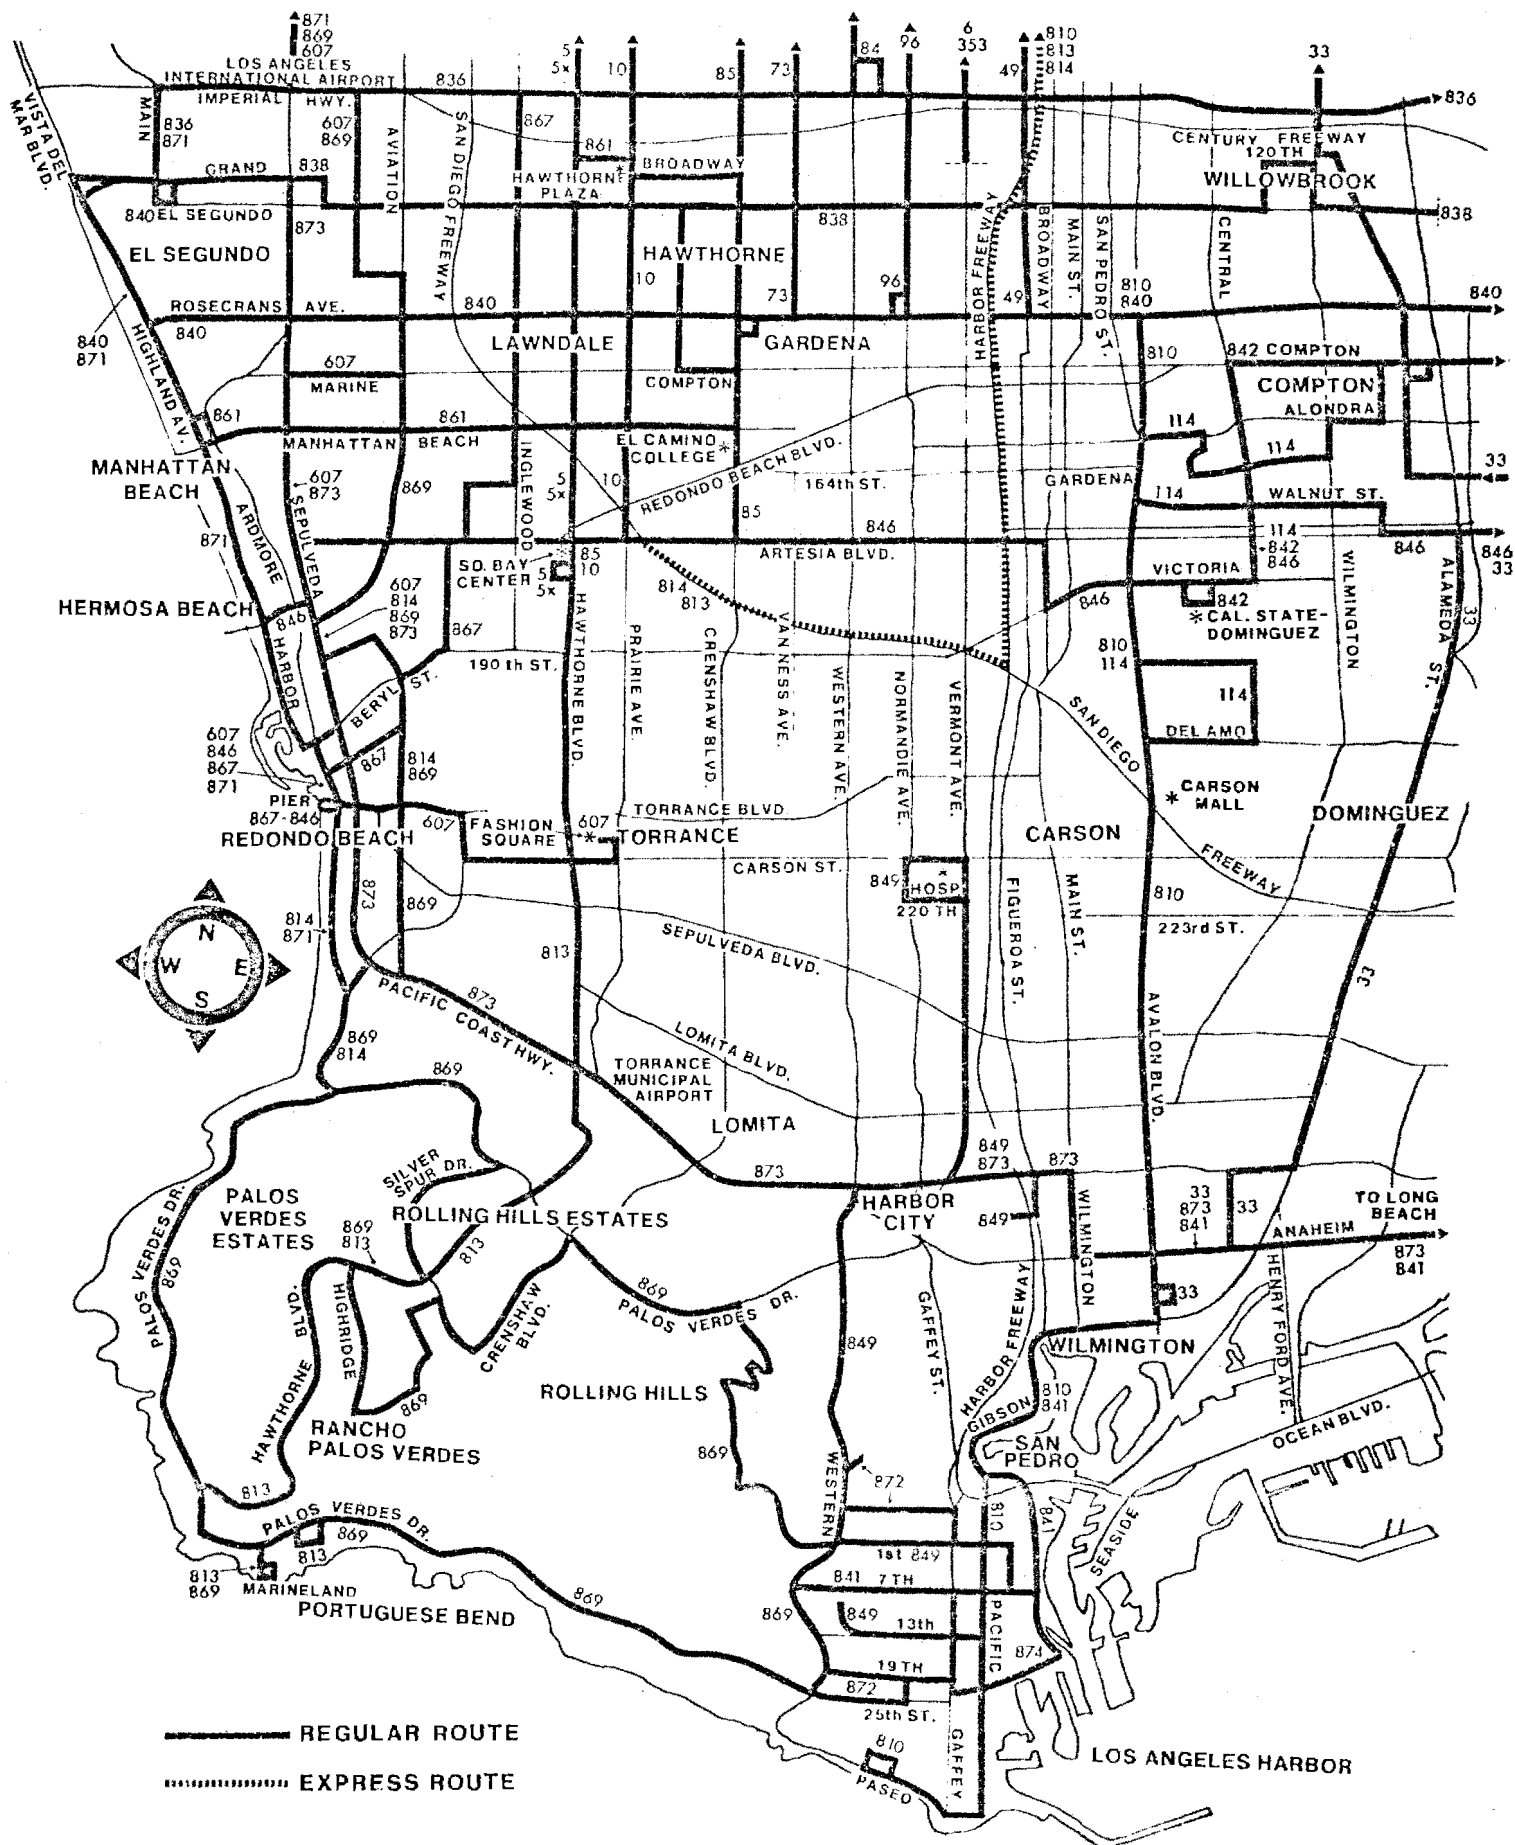 871
869
607
LOS ANGELES
INTERNATIONAL AIRPORT
5
5x
10
85
73
84
96
6
353
49
810
813
814
33
836
836
IMPERIAL HWY.
MAIN
836
871
607
869
AVIATION
SAN DIEGO FREEWAY
867
861
BROADWAY
HAWTHORNE
PLAZA
CENTURY FREEWAY
120TH
WILLOWBROOK
VISTA DEL
MAR BLVD.
GRAND
838
840
EL SEGUNDO
838
838
873
EL SEGUNDO
HAWTHORNE
10
73
96
49
HARBOR FREEWAY
BROADWAY
MAIN ST.
SAN PEDRO ST.
CENTRAL
810
840
840
ROSECRANS AVE.
840
840
840
871
HIGHLAND AV.
LAWNDALE
GARDENA
810
842 COMPTON
COMPTON
ALONDRA
607
MARINE
COMPTON
861
861
MANHATTAN BEACH
EL CAMINO
COLLEGE
REDONDO BEACH BLVD.
114
114
33
MANHATTAN
BEACH
607
873
SEPULVEDA
869
INGLEWOOD
5
5x
10
85
164th ST.
GARDENA
114
WALNUT ST.
871
ARDMORE
846
ARTESIA BLVD.
114
842
846
846
846
33
SO. BAY
CENTER
5
5x
85
10
VICTORIA
842
CAL. STATE-
DOMINGUEZ
WILMINGTON
ALAMEDA ST.
33
HERMOSA BEACH
846
607
814
869
873
867
814
813
846
HARBOR
BERYL ST.
190th ST.
HAWTHORNE BLVD.
PRAIRIE AVE.
CRENSHAW BLVD.
VAN NESS AVE.
WESTERN AVE.
NORMANDIE AVE.
VERMONT AVE.
810
114
114
DEL AMO
SAN DIEGO
FREEWAY
607
846
867
871
867
814
869
PIER
867-846
REDONDO BEACH
607
FASHION
SQUARE
607
TORRANCE
TORRANCE BLVD
CARSON
CARSON
MALL
DOMINGUEZ
CARSON ST.
849
HOSP
220 TH
FIGUEROA ST.
MAIN ST.
810
223rd ST.
873
869
814
871
N
W
E
S
813
SEPULVEDA BLVD.
33
PACIFIC COAST HWY.
873
869
814
869
LOMITA BLVD.
TORRANCE
MUNICIPAL
AIRPORT
LOMITA
AVALON BLVD.
SILVER
SPUR DR.
873
849
873
873
PALOS
VERDES
ESTATES
PALOS VERDES DR.
869
ROLLING HILLS ESTATES
869
813
813
HARBOR
CITY
849
WILMINGTON
33
873
841
33
ANAHEIM
TO LONG
BEACH
873
841
HAWTHORNE BLVD.
HIGHRIDGE
CRENSHAW
BLVD.
869
PALOS VERDES DR.
849
GAFFEY ST.
HARBOR FREEWAY
33
HENRY FORD AVE.
WILMINGTON
ROLLING HILLS
869
RANCHO
PALOS VERDES
810
841
GIBSON
SAN
PEDRO
OCEAN BLVD.
869
872
813
PALOS VERDES DR.
869
813
813
869
MARINELAND
PORTUGUESE BEND
WESTERN
810
841
SEASIDE
1st 849
841 7TH
869
869
849
13th
PACIFIC
874
19TH
872
25th ST.
GAFFEY
810
PASEO
LOS ANGELES HARBOR
REGULAR ROUTE
EXPRESS ROUTE